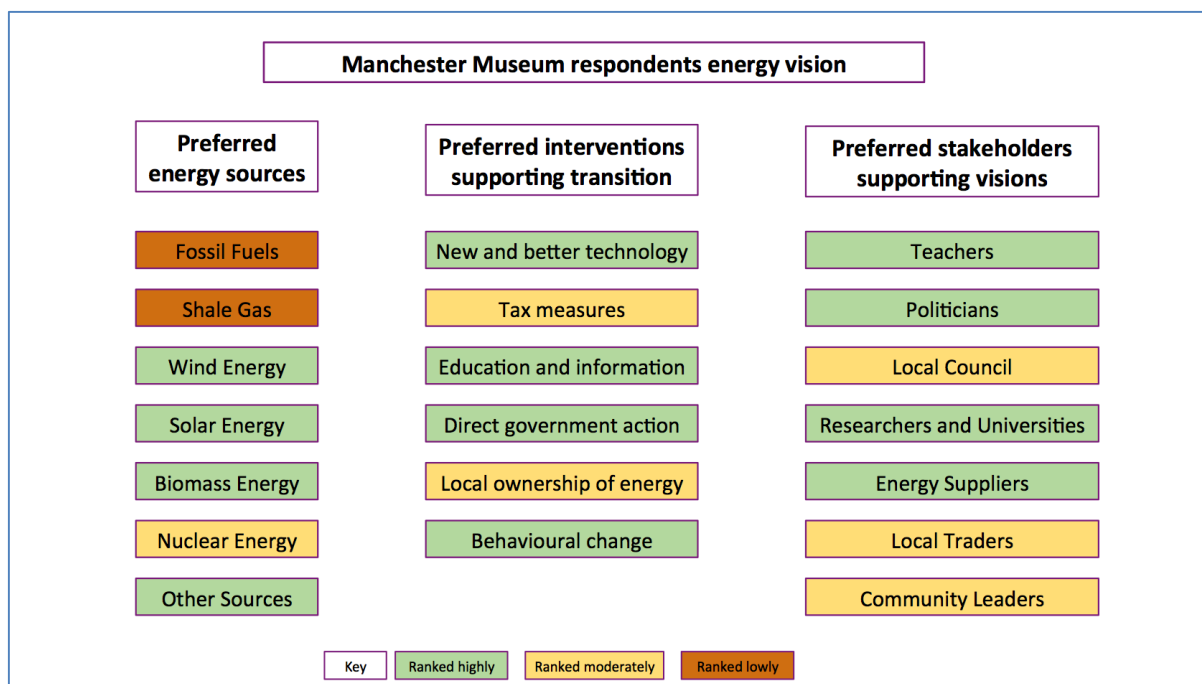 Manchester Museum respondents energy vision
Preferred
energy sources
Fossil Fuels
Shale Gas
Wind Energy
Solar Energy
Biomass Energy
Nuclear Energy
Other Sources
Preferred interventions
supporting transition
New and better technology
Tax measures
Education and information
Direct government action
Local ownership of energy
Behavioural change
Preferred stakeholders
supporting visions
Teachers
Politicians
Local Council
Researchers and Universities
Energy Suppliers
Local Traders
Community Leaders
Key
Ranked highly
Ranked moderately
Ranked lowly